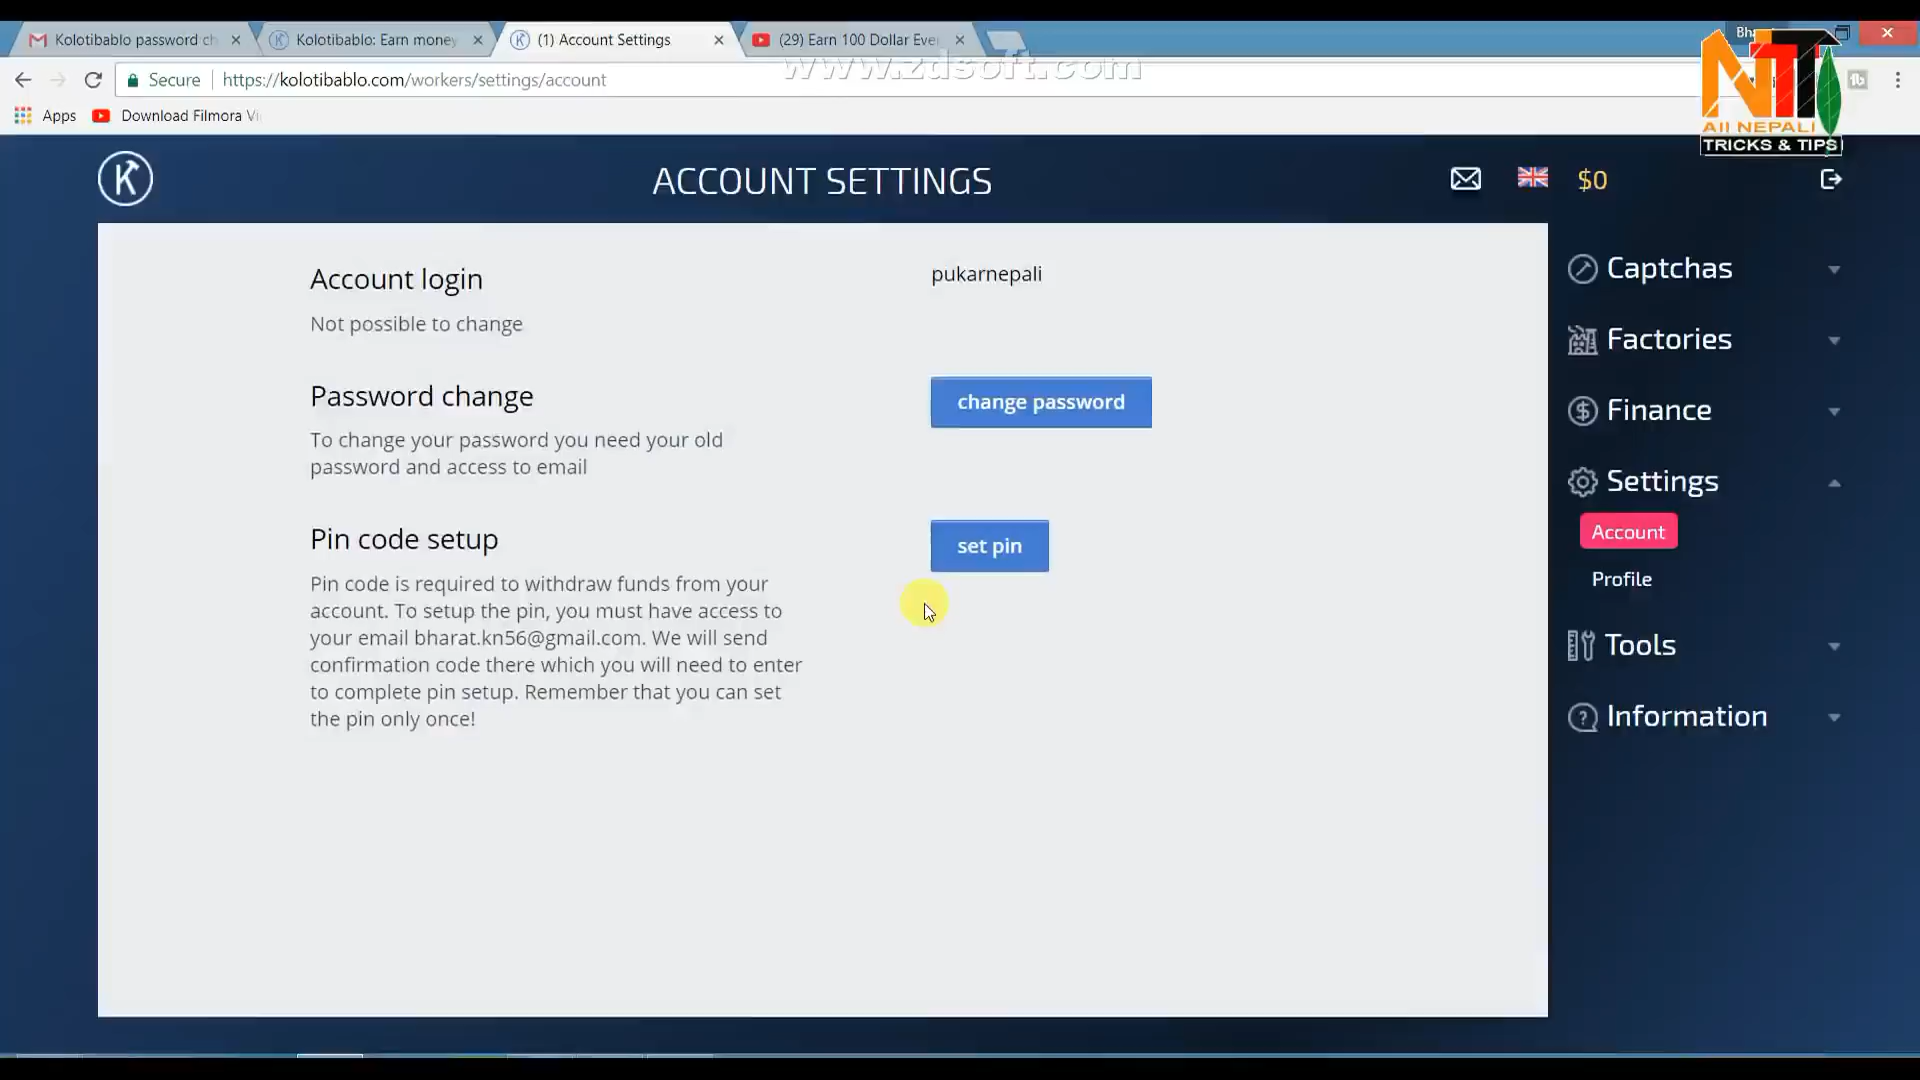 Kolotibablo password ch
Kolotibablo: Earn money
(1) Account Settings
(29) Earn 100 Dollar Eve
www.zdsoft.com
Secure
https://kolotibablo.com/workers/settings/account
Apps
Download Filmora Vi
NTT
All NEPALI
TRICKS & TIPS
K
ACCOUNT SETTINGS
$0
Account login
pukarnepali
Not possible to change
Password change
change password
To change your password you need your old
password and access to email
Pin code setup
set pin
Pin code is required to withdraw funds from your
account. To setup the pin, you must have access to
your email bharat.kn56@gmail.com. We will send
confirmation code there which you will need to enter
to complete pin setup. Remember that you can set
the pin only once!
Captchas
Factories
Finance
Settings
Account
Profile
Tools
Information